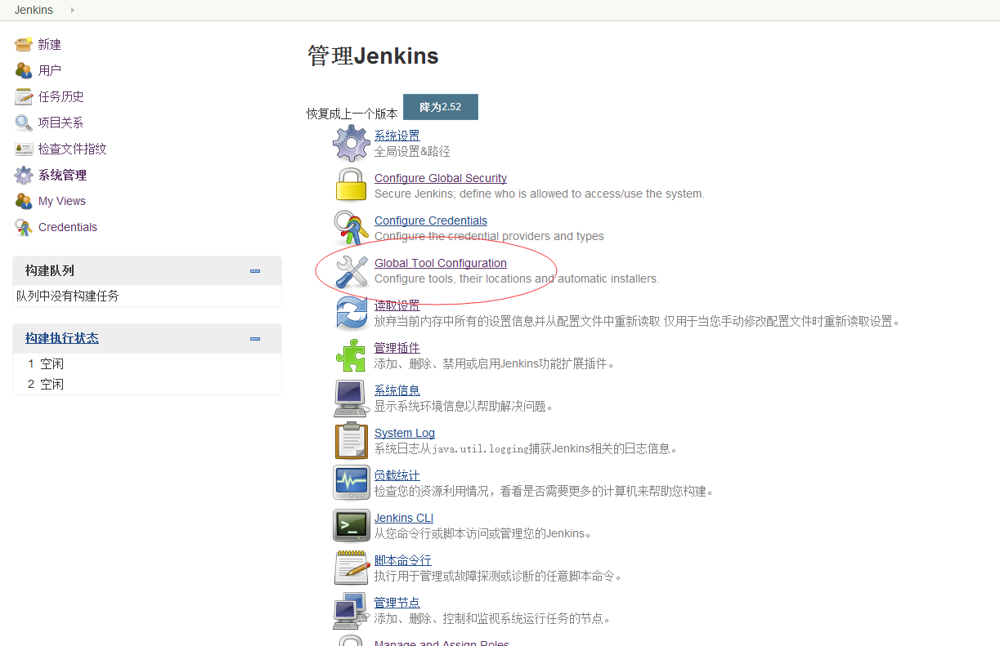 Jenkins
新建
用户
任务历史
项目关系
检查文件指纹
系统管理
My Views
Credentials
构建队列
队列中没有构建任务
构建执行状态
1 空闲
2 空闲
管理Jenkins
恢复成上一个版本 降为2.52
系统设置
全局设置&路径
Configure Global Security
Secure Jenkins; define who is allowed to access/use the system.
Configure Credentials
Configure the credential providers and types
Global Tool Configuration
Configure tools, their locations and automatic installers.
读取设置
放弃当前内存中所有的设置信息并从配置文件中重新读取 仅用于当您手动修改配置文件时重新读取设置。
管理插件
添加、删除、禁用或启用Jenkins功能扩展插件。
系统信息
显示系统环境信息以帮助解决问题。
System Log
系统日志从java.util.logging捕获Jenkins相关的日志信息。
负载统计
检查您的资源利用情况，看看是否需要更多的计算机来帮助您构建。
Jenkins CLI
从您命令行或脚本访问或管理您的Jenkins。
脚本命令行
执行用于管理或故障探测或诊断的任意脚本命令。
管理节点
添加、删除、控制和监视系统运行任务的节点。
Manage and Assign Roles